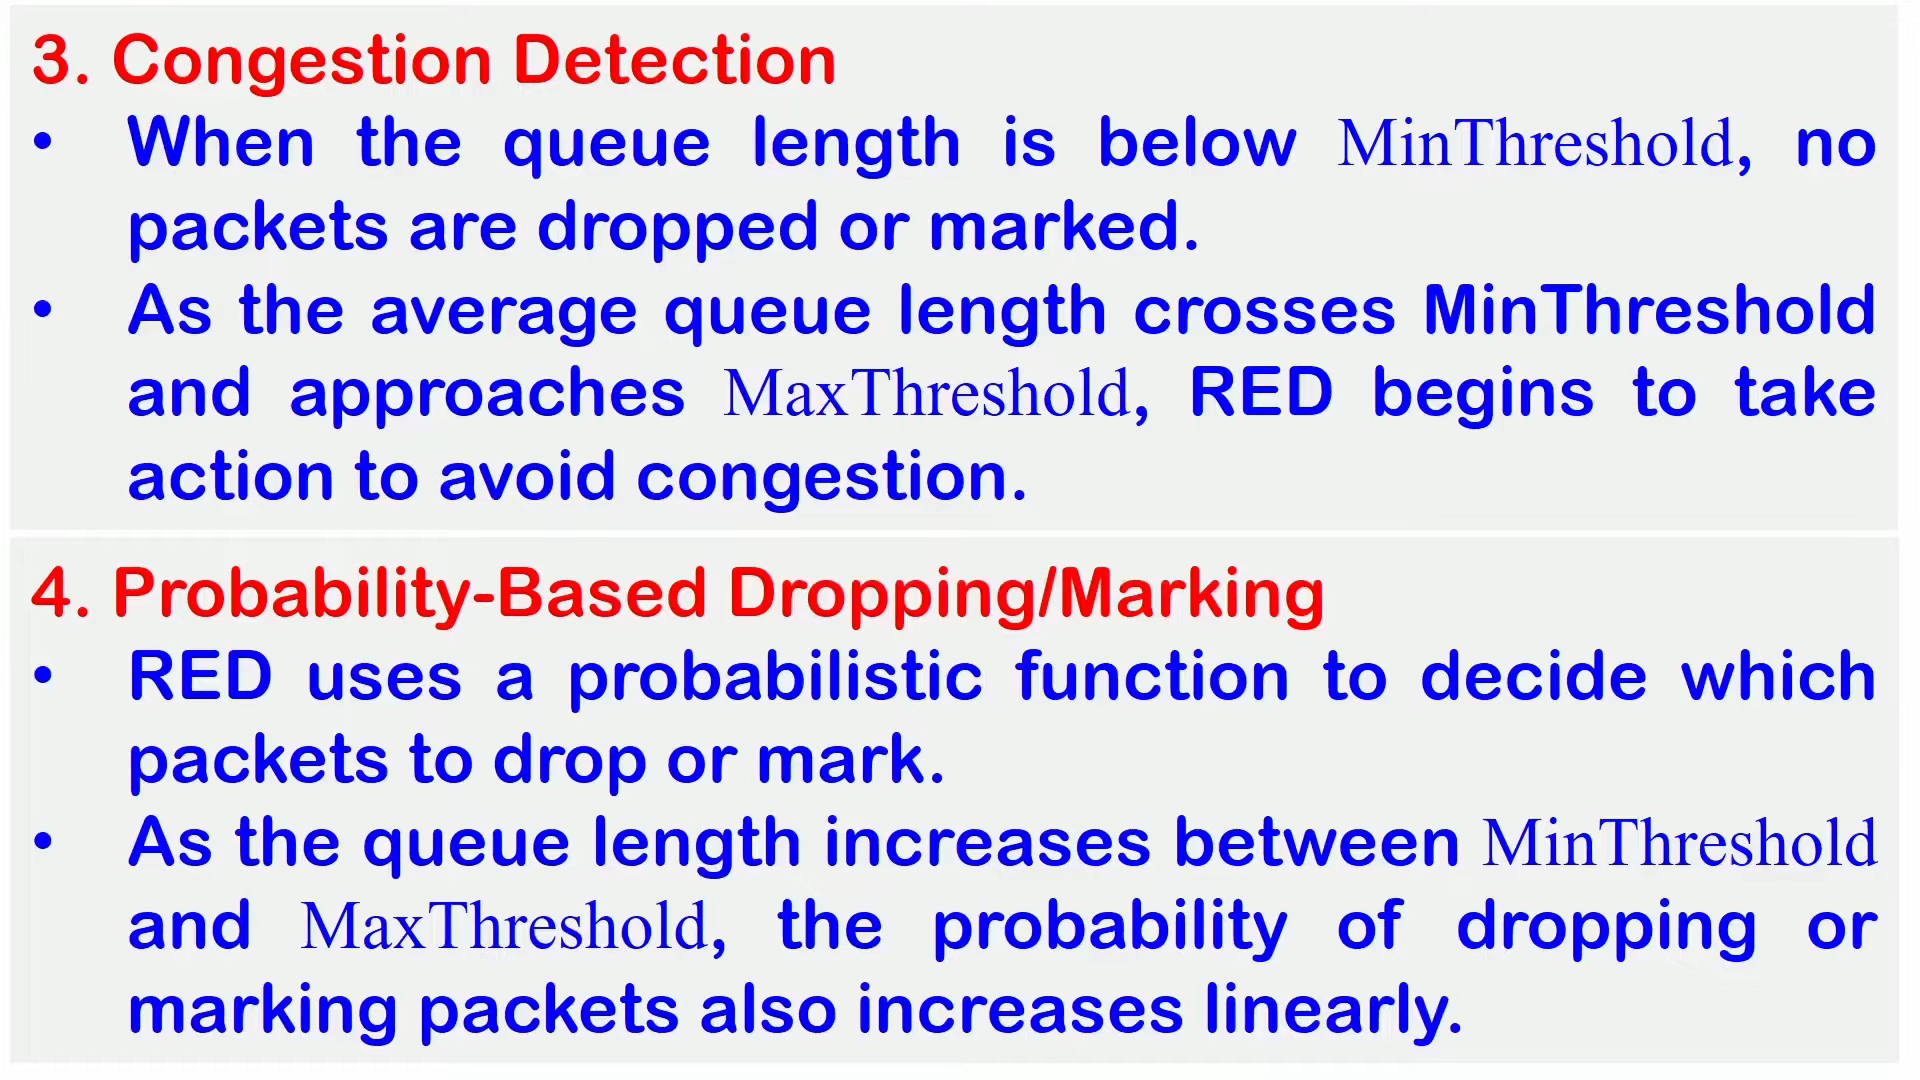 3. Congestion Detection
• When the queue length is below MinThreshold, no
packets are dropped or marked.
• As the average queue length crosses MinThreshold
and approaches MaxThreshold, RED begins to take
action to avoid congestion.
4. Probability-Based Dropping/Marking
• RED uses a probabilistic function to decide which
packets to drop or mark.
• As the queue length increases between MinThreshold
and MaxThreshold, the probability of dropping or
marking packets also increases linearly.